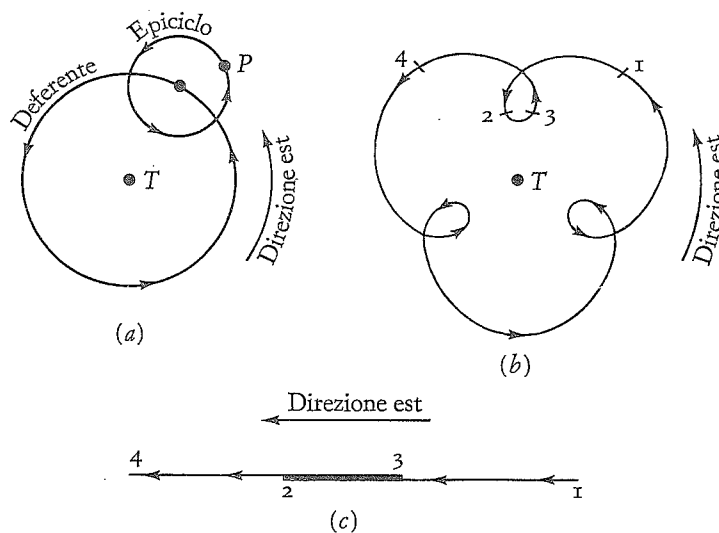 Epiciclo
P
Deferente
T
Direzione est
(a)
4
1
2
3
T
Direzione est
(b)
Direzione est
4
3
2
1
(c)